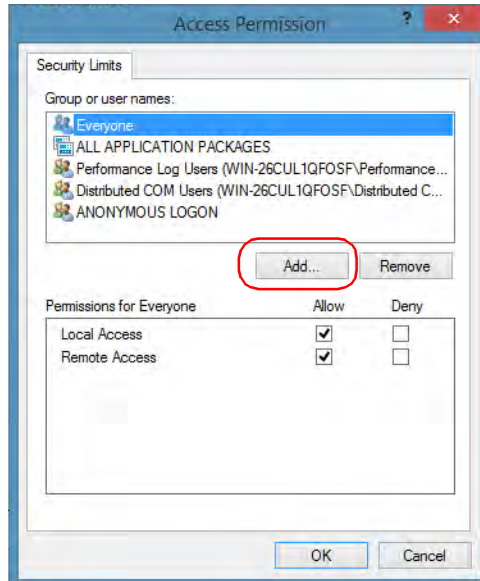 Access Permission ?
Security Limits
Group or user names:
Everyone
ALL APPLICATION PACKAGES
Performance Log Users (WIN-26CUL1QFOSF\Performance...
Distributed COM Users (WIN-26CUL1QFOSF\Distributed C...
ANONYMOUS LOGON
Add... Remove
Permissions for Everyone Allow Deny
Local Access
Remote Access
OK Cancel